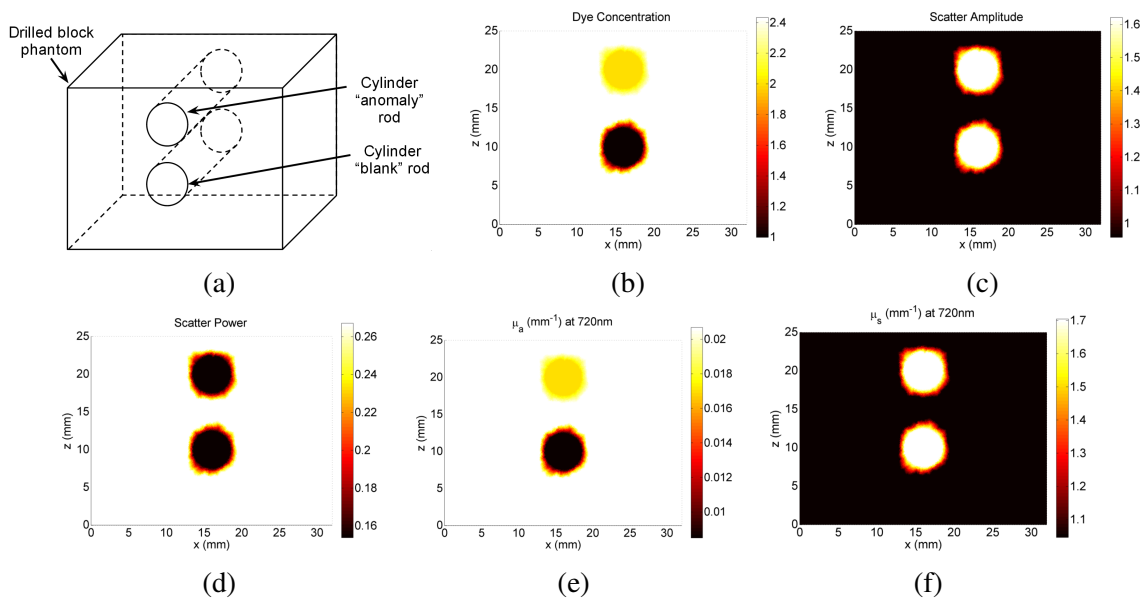 Drilled block
phantom
Cylinder
“anomaly”
rod
Cylinder
“blank” rod
(a)
Dye Concentration
25
20
15
10
5
0
z (mm)
0 5 10 15 20 25 30
x (mm)
2.4
2.2
2
1.8
1.6
1.4
1.2
1
(b)
Scatter Amplitude
25
20
15
10
5
0
z (mm)
0 5 10 15 20 25 30
x (mm)
1.6
1.5
1.4
1.3
1.2
1.1
1
(c)
Scatter Power
25
20
15
10
5
0
z (mm)
0 5 10 15 20 25 30
x (mm)
0.26
0.24
0.22
0.2
0.18
0.16
(d)
μa (mm-1) at 720nm
25
20
15
10
5
0
z (mm)
0 5 10 15 20 25 30
x (mm)
0.02
0.018
0.016
0.014
0.012
0.01
(e)
μs (mm-1) at 720nm
25
20
15
10
5
0
z (mm)
0 5 10 15 20 25 30
x (mm)
1.7
1.6
1.5
1.4
1.3
1.2
1.1
(f)